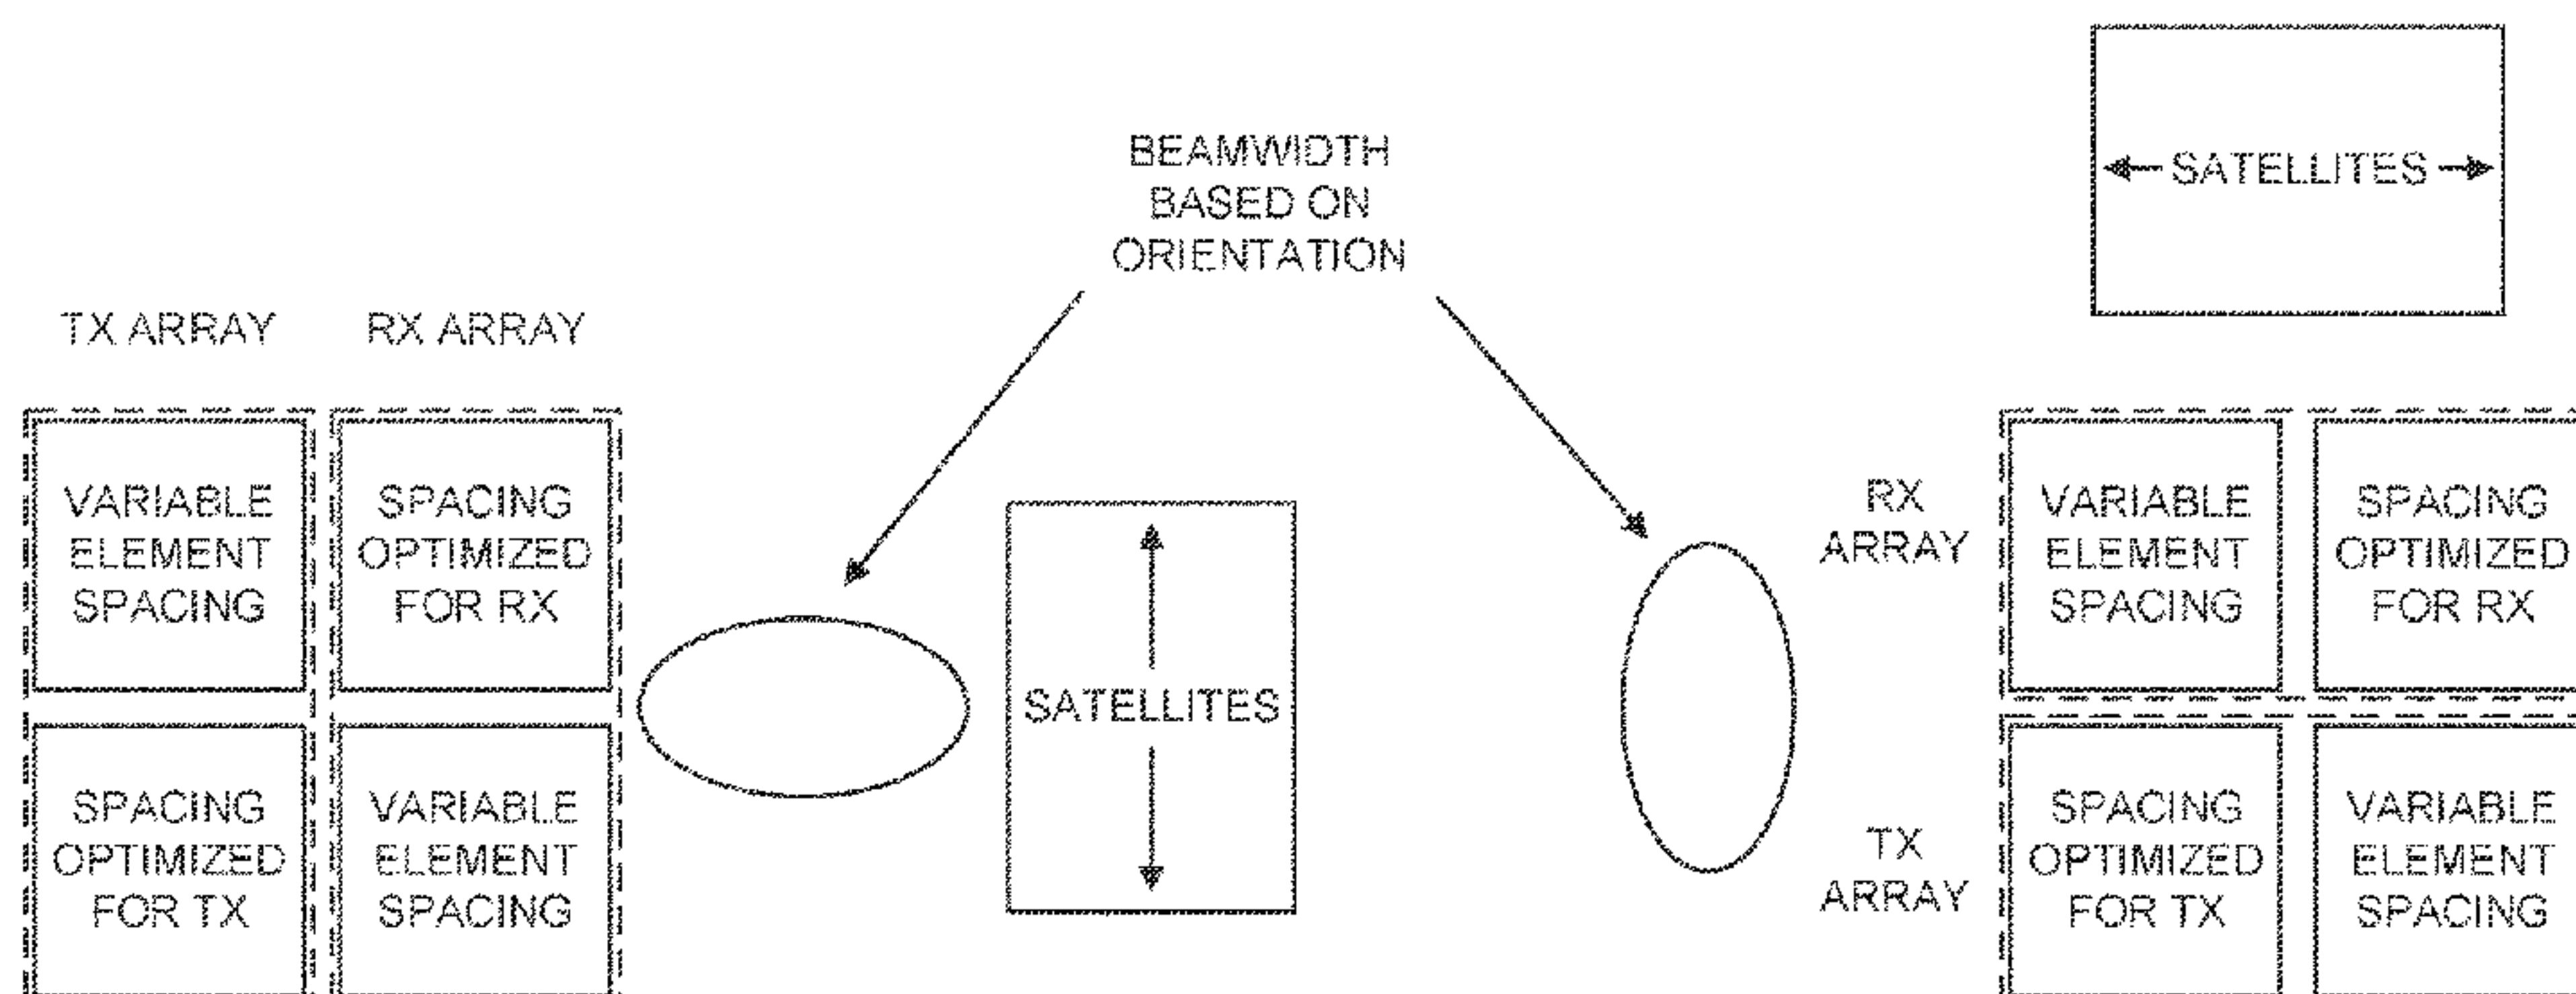 BEAMWIDTH
BASED ON
ORIENTATION
← SATELLITES →
TX ARRAY
RX ARRAY
VARIABLE
ELEMENT
SPACING
SPACING
OPTIMIZED
FOR RX
SPACING
OPTIMIZED
FOR TX
VARIABLE
ELEMENT
SPACING
SATELLITES
RX
ARRAY
VARIABLE
ELEMENT
SPACING
SPACING
OPTIMIZED
FOR RX
TX
ARRAY
SPACING
OPTIMIZED
FOR TX
VARIABLE
ELEMENT
SPACING